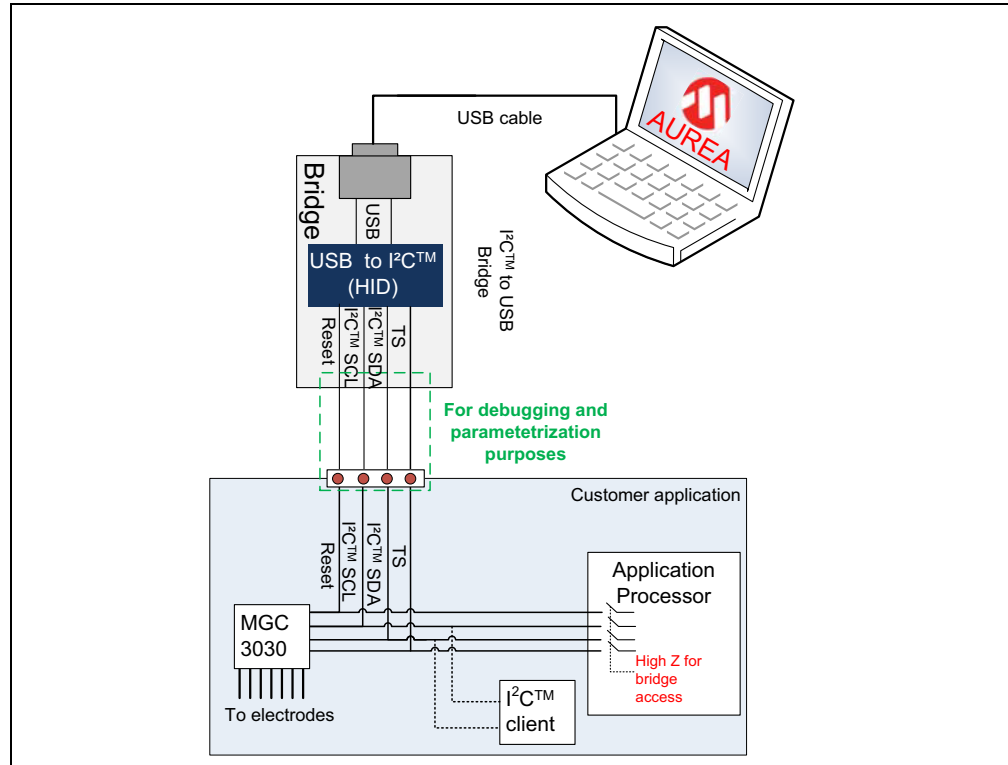 USB cable
AUREA
Bridge
USB
USB to I²C™
(HID)
I²C™ to USB
Bridge
Reset
I²C™ SCL
I²C™ SDA
TS
For debugging and
parametetrization
purposes
Customer application
Reset
I²C™ SCL
I²C™ SDA
TS
Application
Processor
MGC
3030
High Z for
bridge
access
To electrodes
I²C™
client